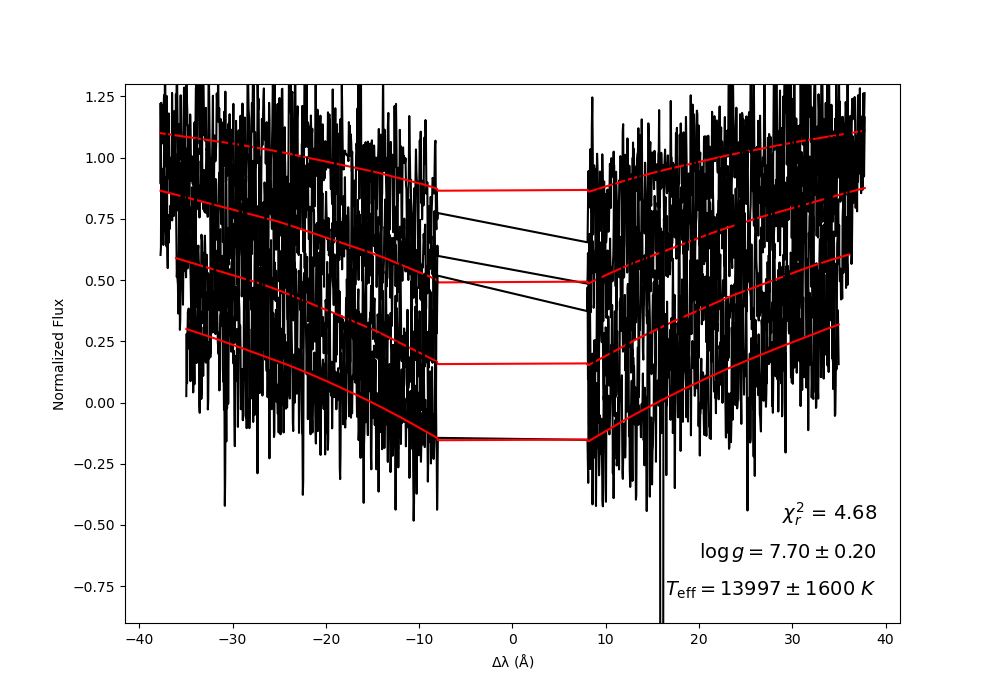 1.25
1.00
0.75
0.50
0.25
0.00
−0.25
−0.50
−0.75
Normalized Flux
χ²ᵣ = 4.68
log g = 7.70 ± 0.20
T_eff = 13997 ± 1600 K
−40 −30 −20 −10 0 10 20 30 40
Δλ (Å)